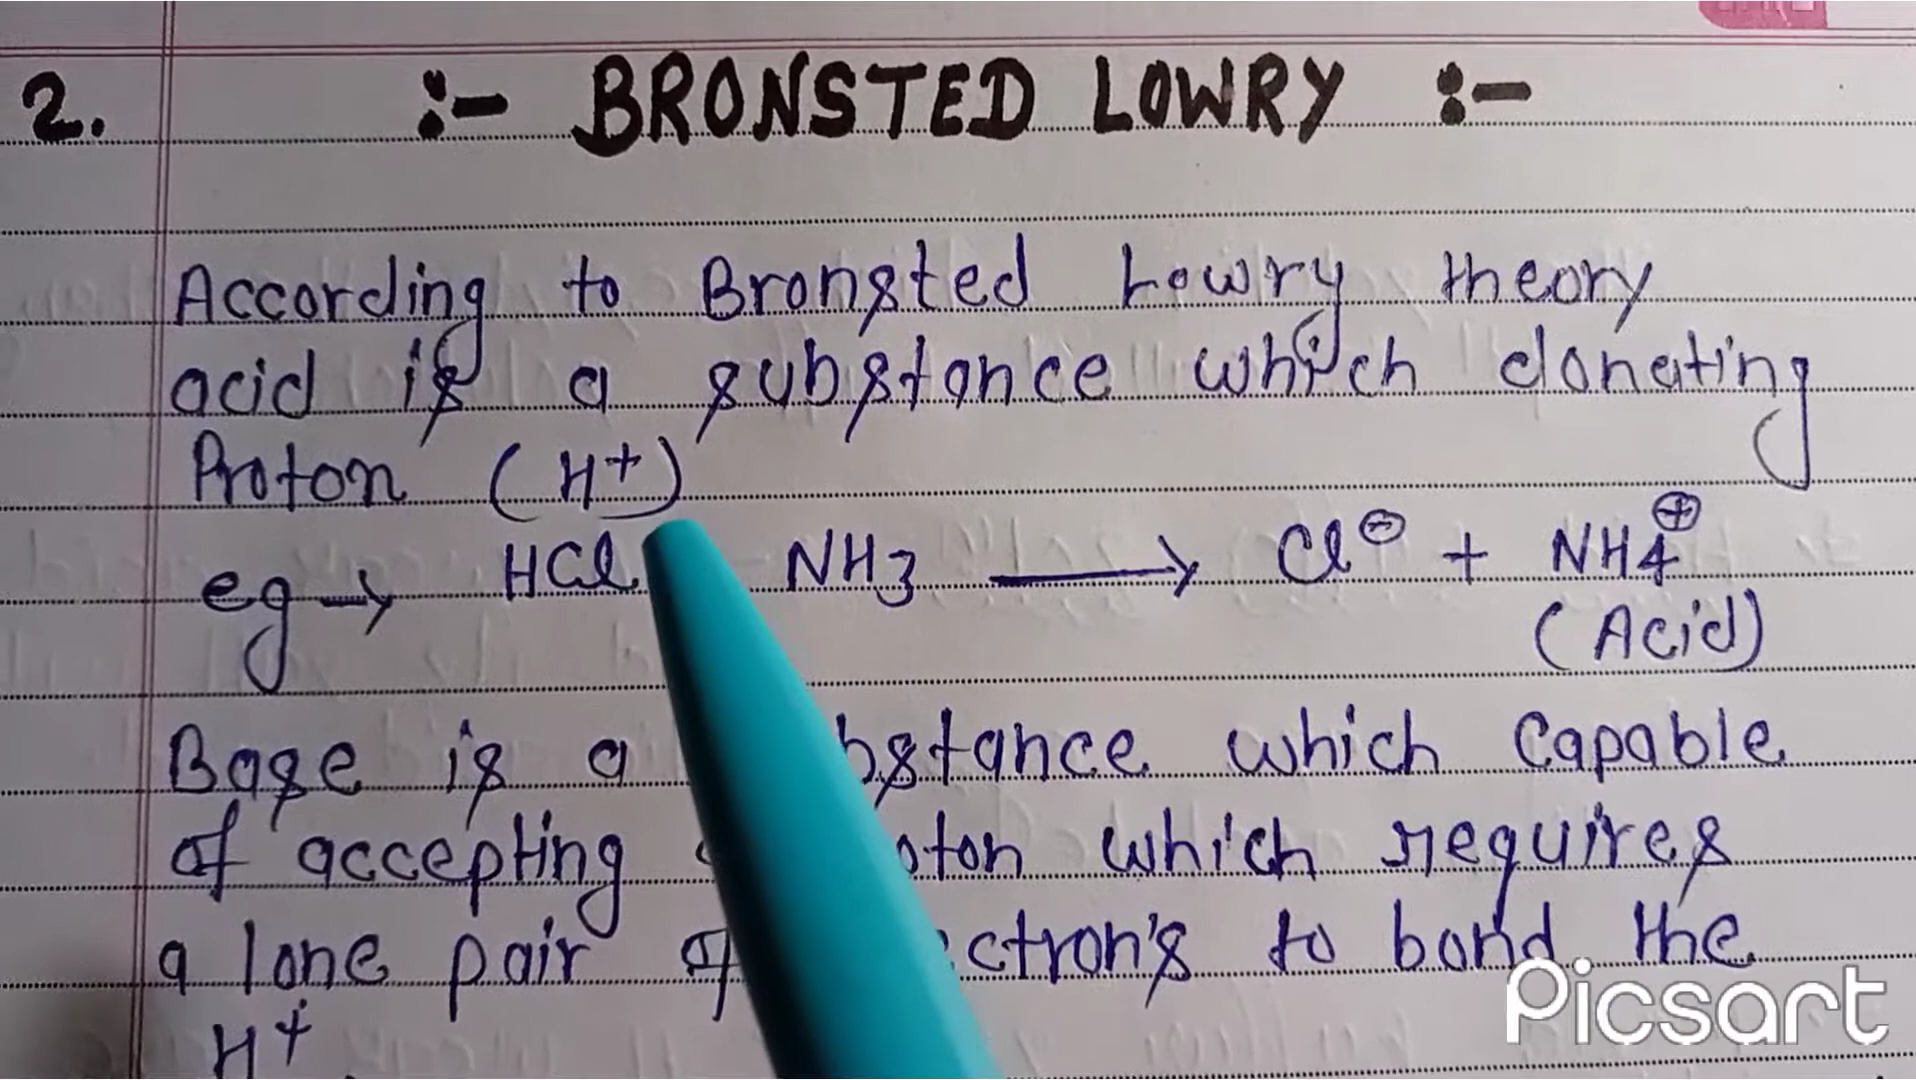 2. :- BRONSTED LOWRY :-
According to Bronsted Lowry theory
acid is a substance which donating
Proton (H+)
eg → HCl NH3 → Cl⊖ + NH4⊕
(Acid)
Base is a bstance which capable
of accepting oton which requires
a lone pair of ctron's to bond the
H+
Picsart